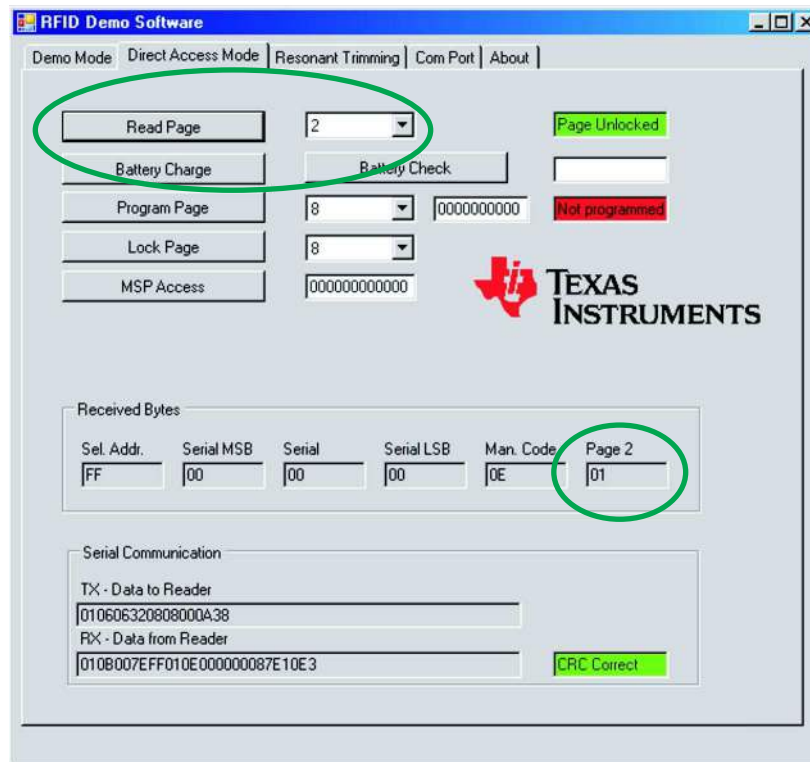 RFID Demo Software
Demo Mode Direct Access Mode Resonant Trimming Com Port About
Read Page 2 Page Unlocked
Battery Charge Battery Check
Program Page 8 0000000000 Not programmed
Lock Page 8
MSP Access 000000000000
TEXAS
INSTRUMENTS
Received Bytes
Sel. Addr. Serial MSB Serial Serial LSB Man. Code Page 2
FF 00 00 00 0E 01
Serial Communication
TX - Data to Reader
010606320808000A38
RX - Data from Reader
010B007EFF010E000000087E10E3 CRC Correct